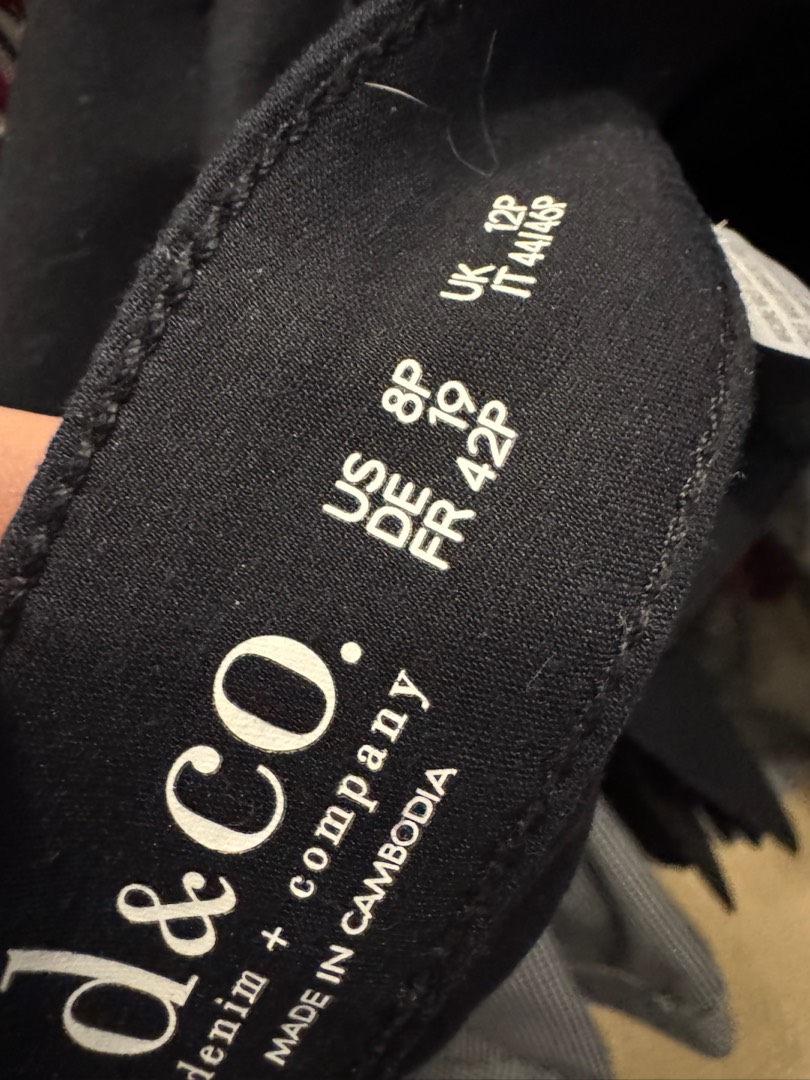 d&co.
denim + company
MADE IN CAMBODIA
US 8P
DE 19
FR 42P
UK 12P
IT 44/46P